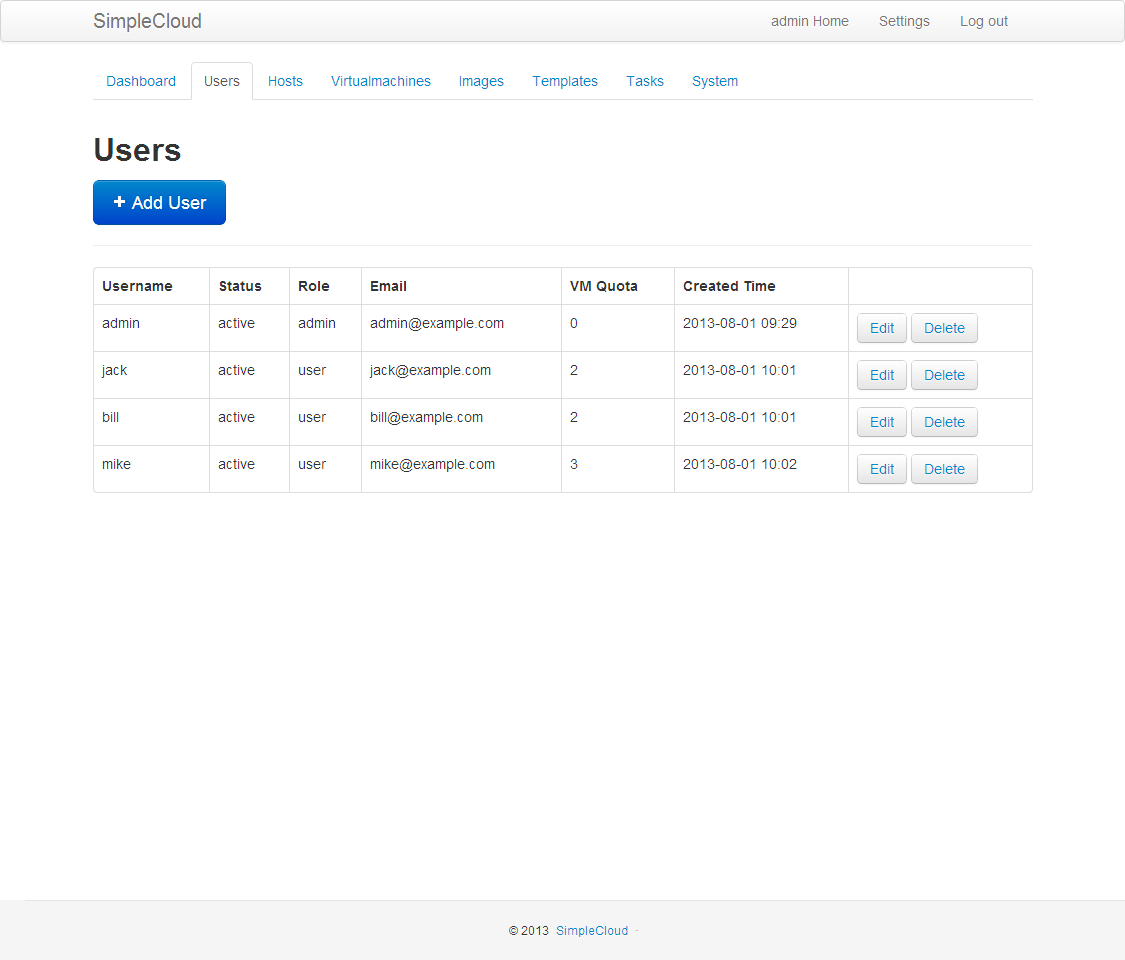 SimpleCloud admin Home Settings Log out
Dashboard Users Hosts Virtualmachines Images Templates Tasks System
Users
+ Add User
Username Status Role Email VM Quota Created Time
admin active admin admin@example.com 0 2013-08-01 09:29 Edit Delete
jack active user jack@example.com 2 2013-08-01 10:01 Edit Delete
bill active user bill@example.com 2 2013-08-01 10:01 Edit Delete
mike active user mike@example.com 3 2013-08-01 10:02 Edit Delete
© 2013 SimpleCloud ·